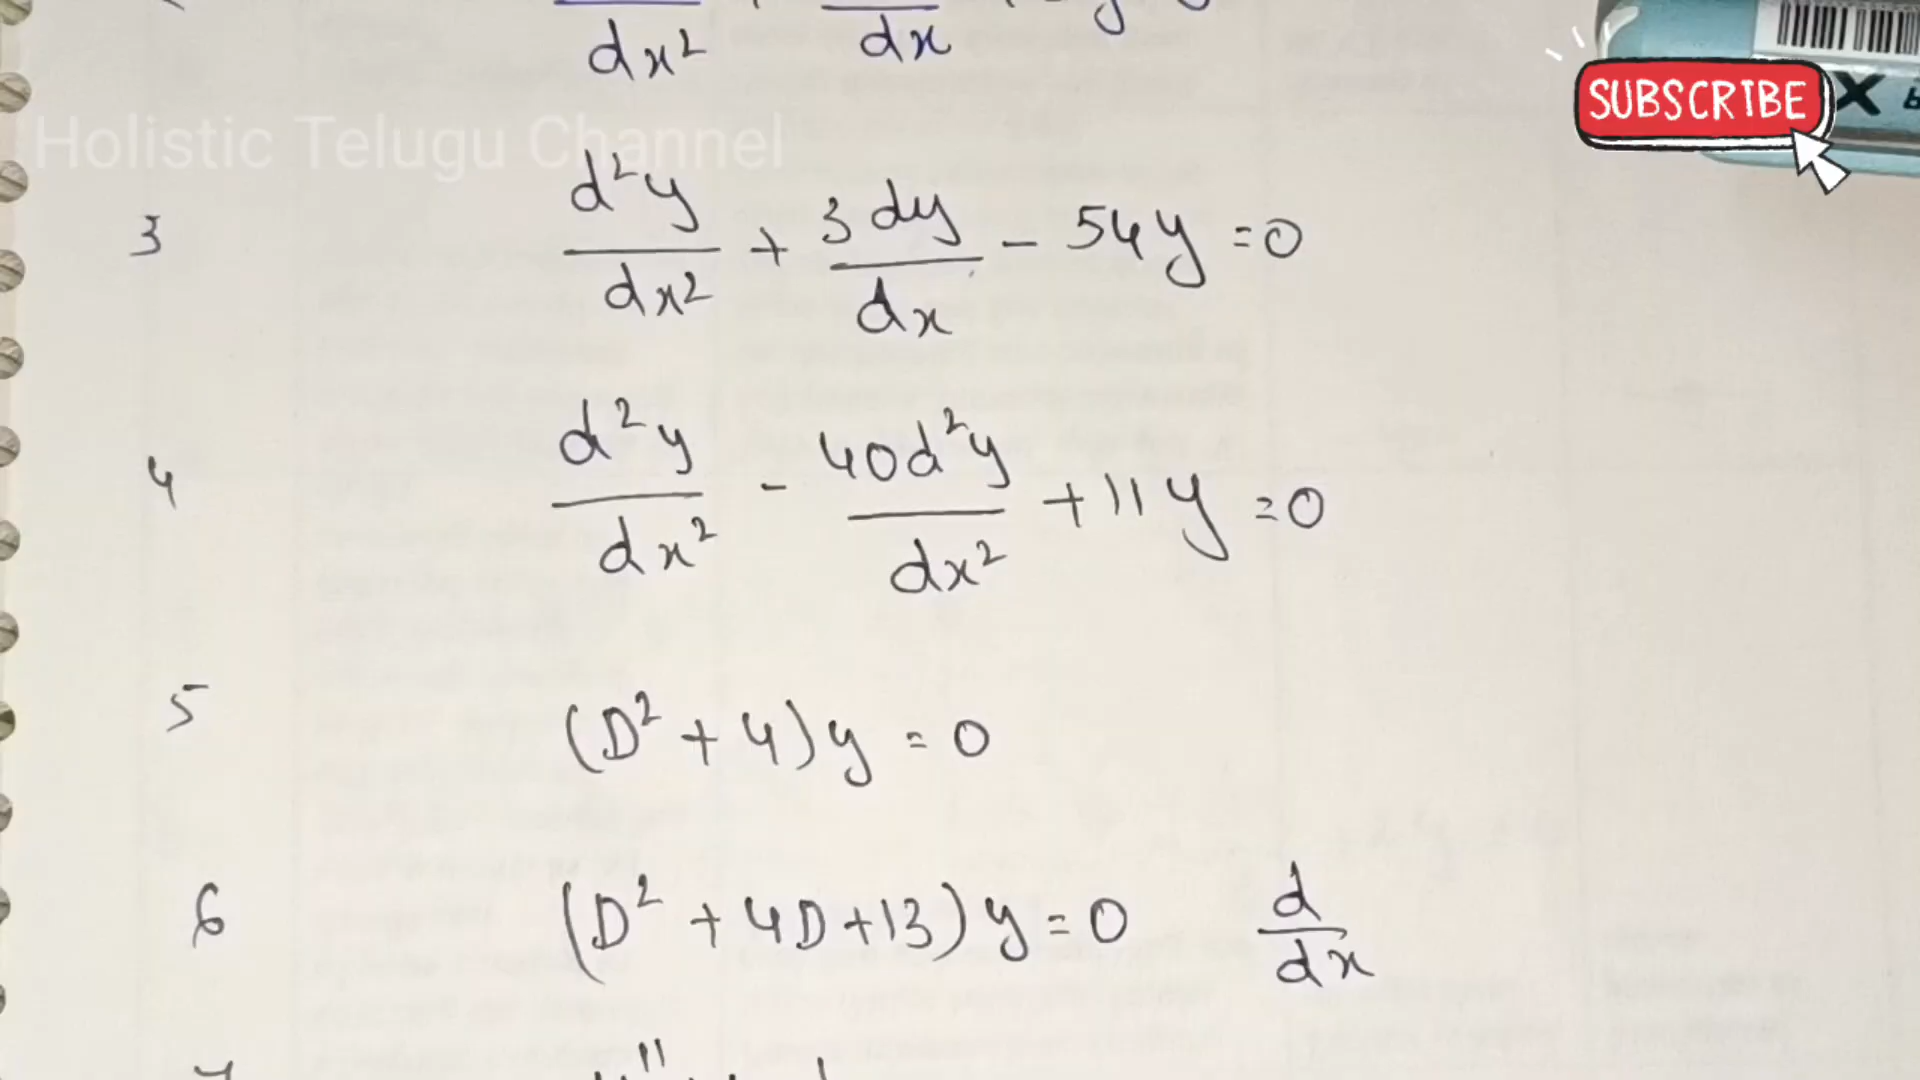 dx² dx
SUBSCRIBE
X
Holistic Telugu Channel
3 d²y/dx² + 3dy/dx - 54y = 0
4 d²y/dx² - 40d²y/dx² + 11y = 0
5 (D² + 4)y = 0
6 (D² + 4D + 13)y = 0 d/dx